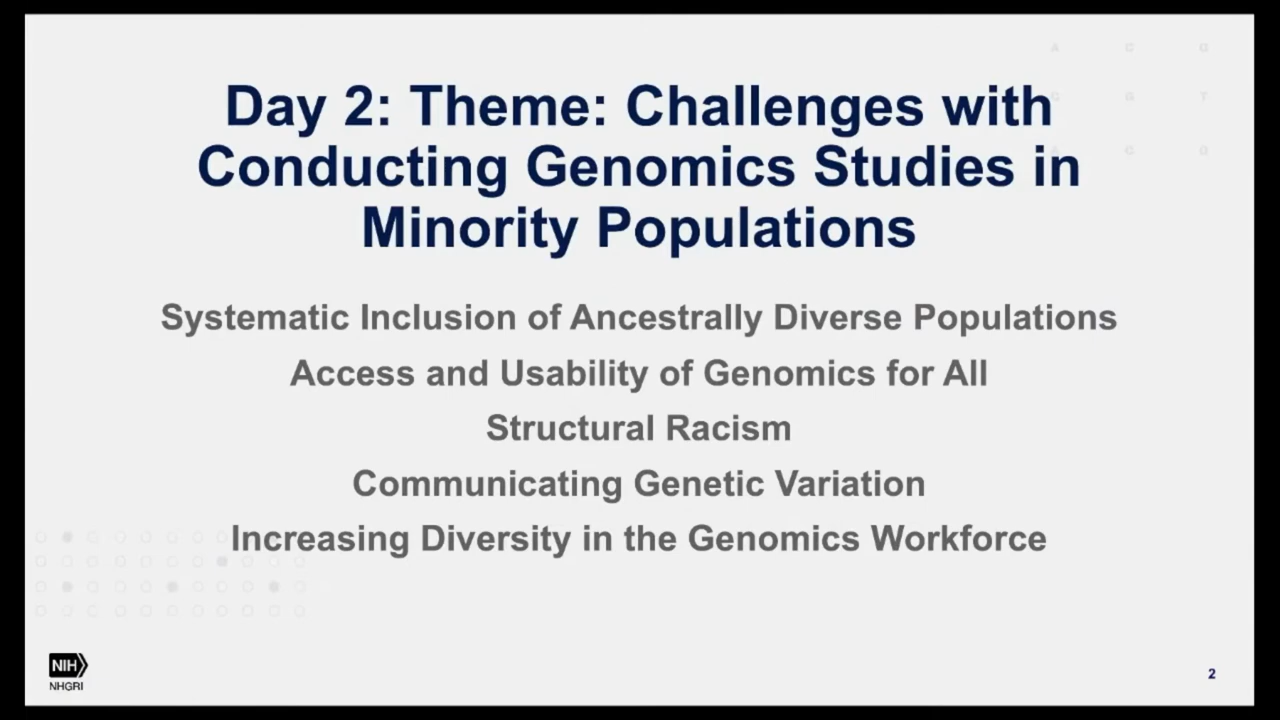 Day 2: Theme: Challenges with
Conducting Genomics Studies in
Minority Populations
Systematic Inclusion of Ancestrally Diverse Populations
Access and Usability of Genomics for All
Structural Racism
Communicating Genetic Variation
Increasing Diversity in the Genomics Workforce
NIH
NHGRI
2